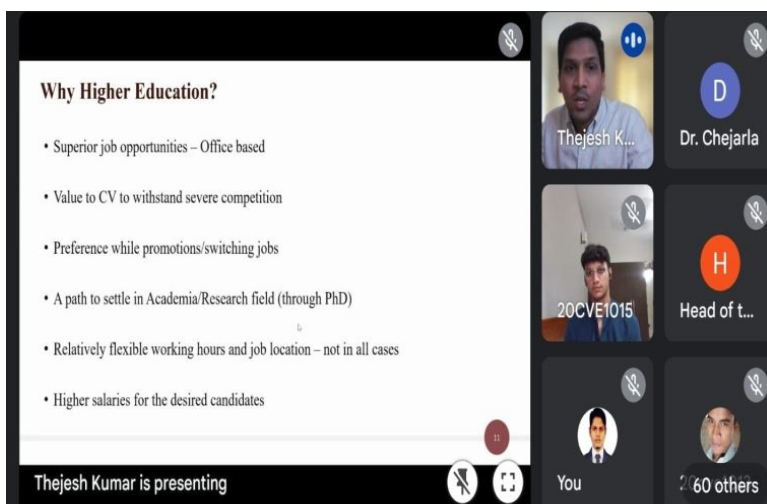 Why Higher Education?
• Superior job opportunities – Office based
• Value to CV to withstand severe competition
• Preference while promotions/switching jobs
• A path to settle in Academia/Research field (through PhD)
• Relatively flexible working hours and job location – not in all cases
• Higher salaries for the desired candidates
11
Thejesh Kumar is presenting
Thejesh K...
D
Dr. Chejarla
20CVE1015
H
Head of t...
You
60 others